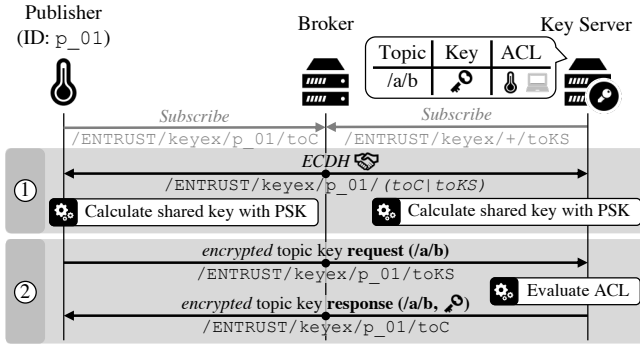 Publisher
(ID: p_01)
Broker
Key Server
Topic Key ACL
/a/b
Subscribe
/ENTRUST/keyex/p_01/toC
Subscribe
/ENTRUST/keyex/+/toKS
1
ECDH
/ENTRUST/keyex/p_01/(toC|toKS)
Calculate shared key with PSK
Calculate shared key with PSK
2
encrypted topic key request (/a/b)
/ENTRUST/keyex/p_01/toKS
Evaluate ACL
encrypted topic key response (/a/b, )
/ENTRUST/keyex/p_01/toC